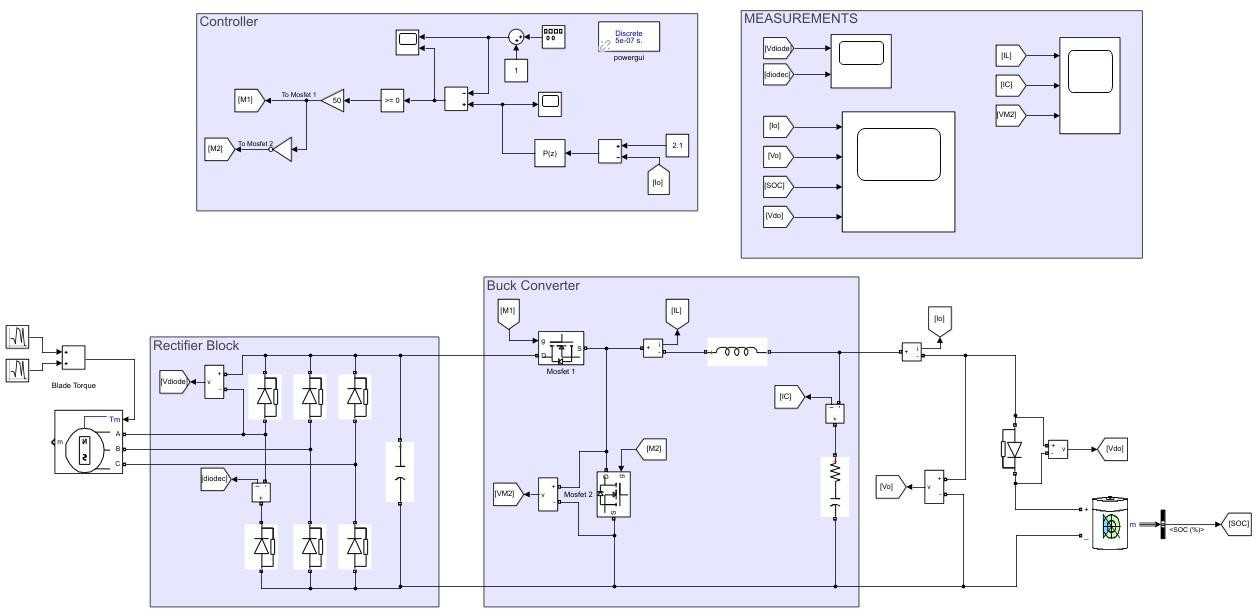 Controller
Discrete
5e-07 s.
powergui
1
[M1]
To Mosfet 1
50
>= 0
[M2]
To Mosfet 2
P(z)
2.1
[Io]
MEASUREMENTS
[Vdiode]
[diodec]
[IL]
[IC]
[VM2]
[Io]
[Vo]
[SOC]
[Vdo]
Blade Torque
Tm
m
A
B
C
N
S
Rectifier Block
[Vdiode]
v
[diodec]
i
Buck Converter
[M1]
g
D
S
Mosfet 1
[IL]
i
[IC]
i
[M2]
[VM2]
v
Mosfet 2
D
g
S
[Io]
i
[Vo]
v
v
[Vdo]
m
<SOC (%)>
[SOC]